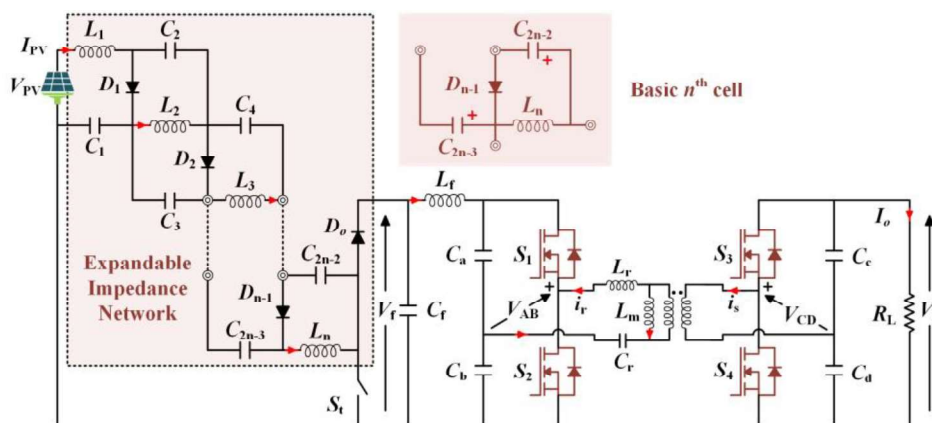 I_PV
L_1
C_2
V_PV
D_1
L_2
C_4
C_1
D_2
L_3
C_3
D_o
Expandable
Impedance
Network
C_2n-2
D_n-1
C_2n-3
L_n
S_t
C_2n-2
+
D_n-1
L_n
+
C_2n-3
Basic n^th cell
V_f
C_f
L_f
C_a
C_b
S_1
S_2
+
V_AB
i_r
L_r
L_m
C_r
i_s
S_3
S_4
+
V_CD
C_c
C_d
I_o
R_L
V